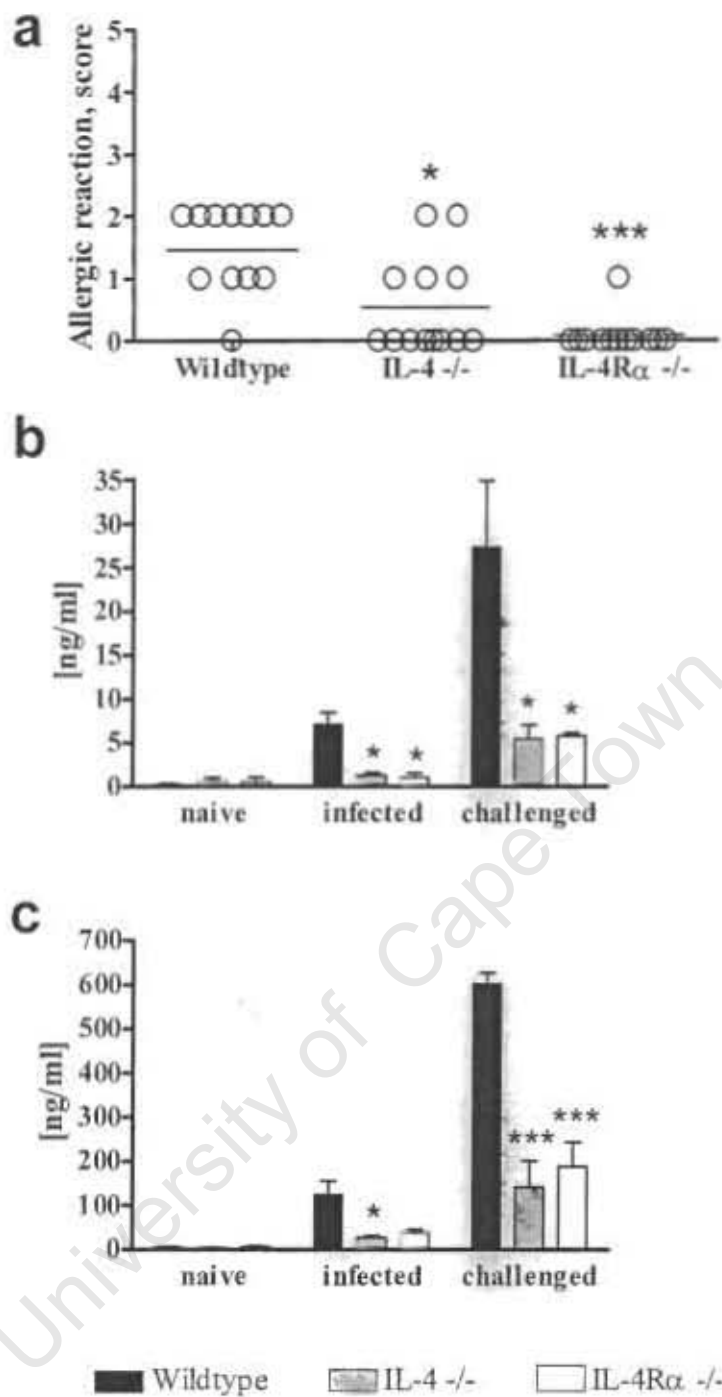 a
Allergic reaction, score
5
4
3
2
1
0
*
***
Wildtype IL-4 -/- IL-4Rα -/-
b
[ng/ml]
35
30
25
20
15
10
5
0
* *
* *
naive infected challenged
c
[ng/ml]
700
600
500
400
300
200
100
0
*
*** ***
naive infected challenged
Wildtype IL-4 -/- IL-4Rα -/-
University of Cape Town